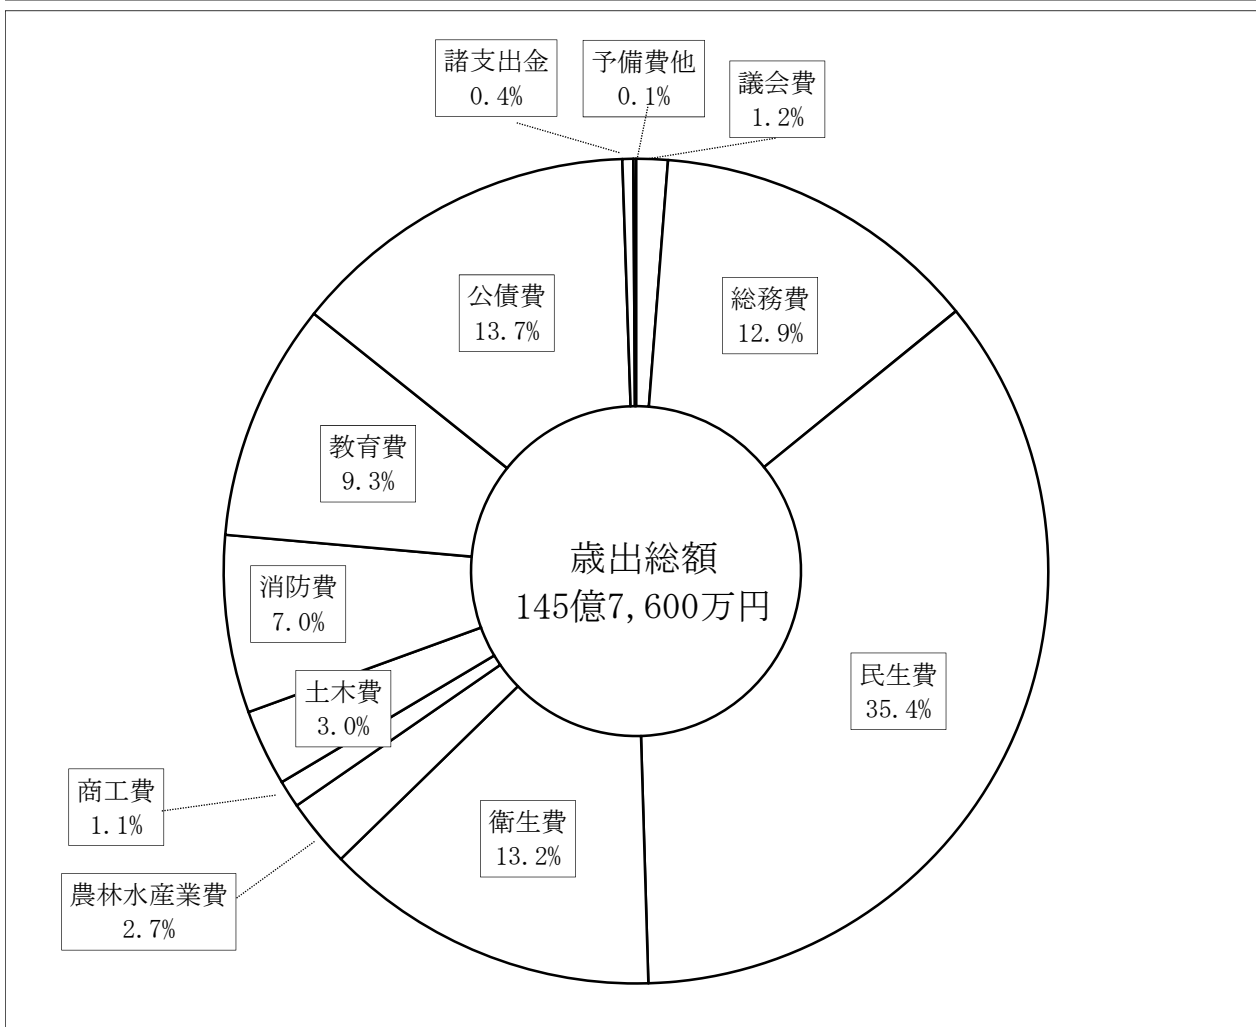 諸支出金
0.4%
予備費他
0.1%
議会費
1.2%
公債費
13.7%
総務費
12.9%
教育費
9.3%
歳出総額
145億7,600万円
消防費
7.0%
民生費
35.4%
土木費
3.0%
商工費
1.1%
衛生費
13.2%
農林水産業費
2.7%